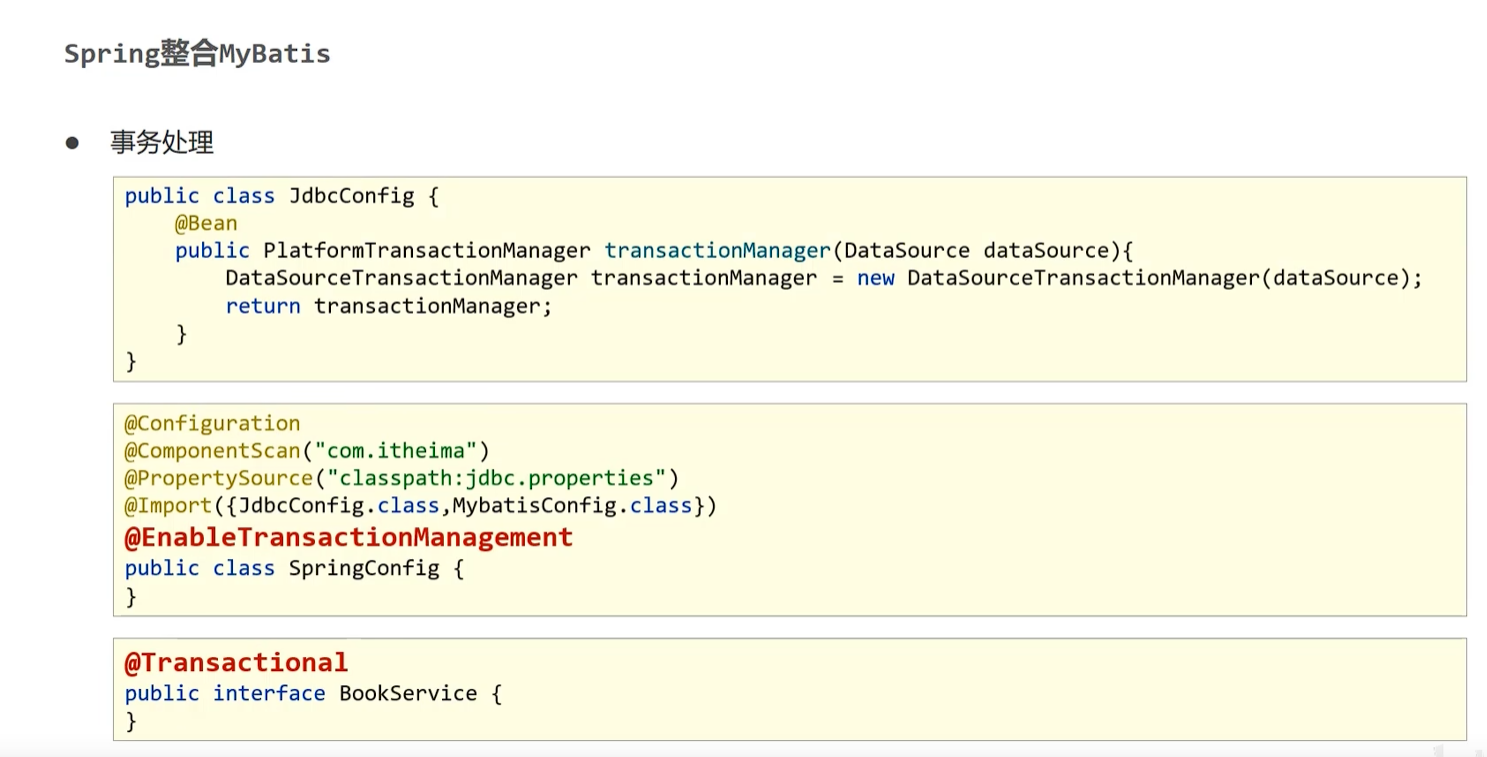 Spring整合MyBatis
● 事务处理
public class JdbcConfig {
    @Bean
    public PlatformTransactionManager transactionManager(DataSource dataSource){
        DataSourceTransactionManager transactionManager = new DataSourceTransactionManager(dataSource);
        return transactionManager;
    }
}
@Configuration
@ComponentScan("com.itheima")
@PropertySource("classpath:jdbc.properties")
@Import({JdbcConfig.class,MybatisConfig.class})
@EnableTransactionManagement
public class SpringConfig {
}
@Transactional
public interface BookService {
}